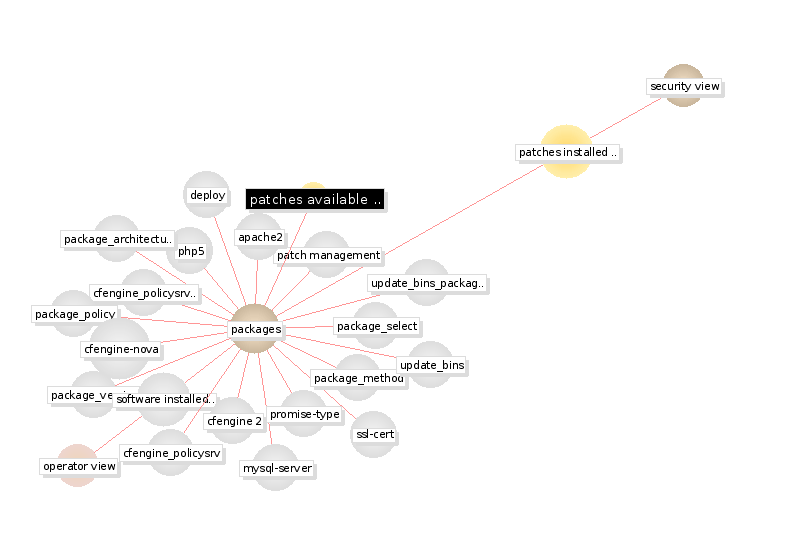 security view
patches installed ..
deploy
patches available ..
package_architectu..
php5
apache2
patch management
cfengine_policysrv..
update_bins_packag..
package_policy
packages
package_select
cfengine-nova
update_bins
package_method
package_ve
software installed..
promise-type
cfengine 2
ssl-cert
cfengine_policysrv
operator view
mysql-server